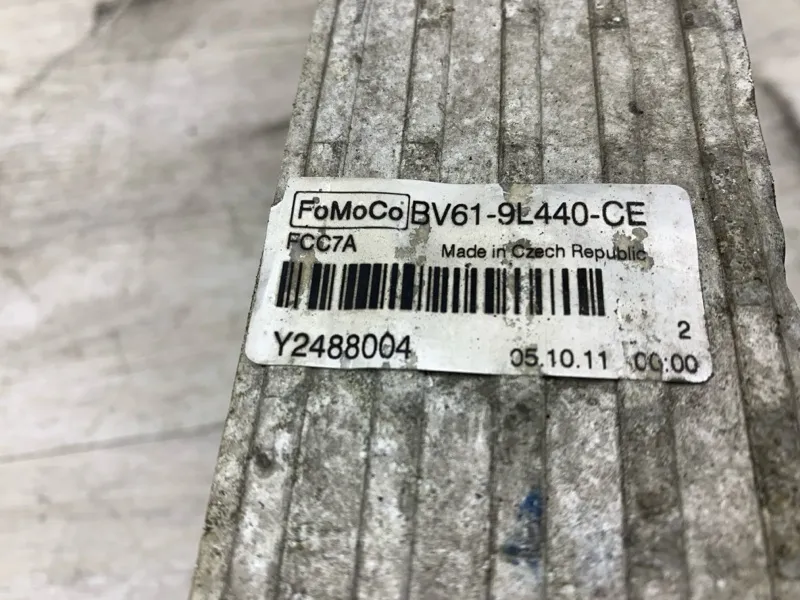 FoMoCo BV61-9L440-CE
FCC7A Made in Czech Republic
2
Y2488004 05.10.11 00:00